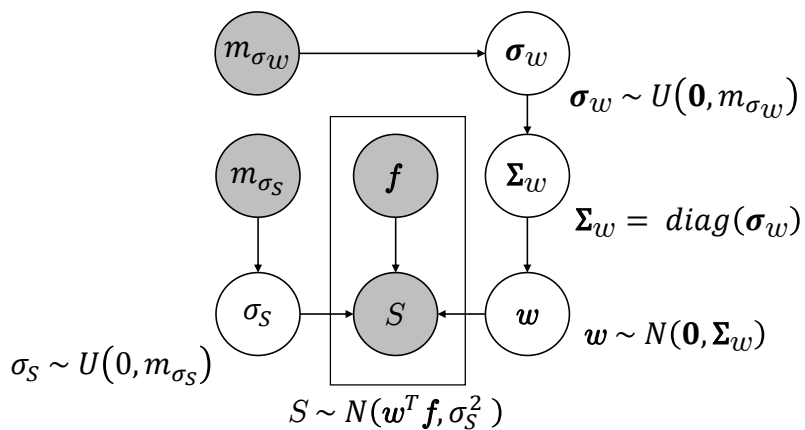 m_{σ_w} 𝝈_w
𝝈_w ~ U(𝟎, m_{σ_w})
m_{σ_S} 𝒇 𝚺_w
𝚺_w = diag(𝝈_w)
σ_S S 𝒘
𝒘 ~ N(𝟎, 𝚺_w)
σ_S ~ U(0, m_{σ_S})
S ~ N(𝒘^T 𝒇, σ_S^2)